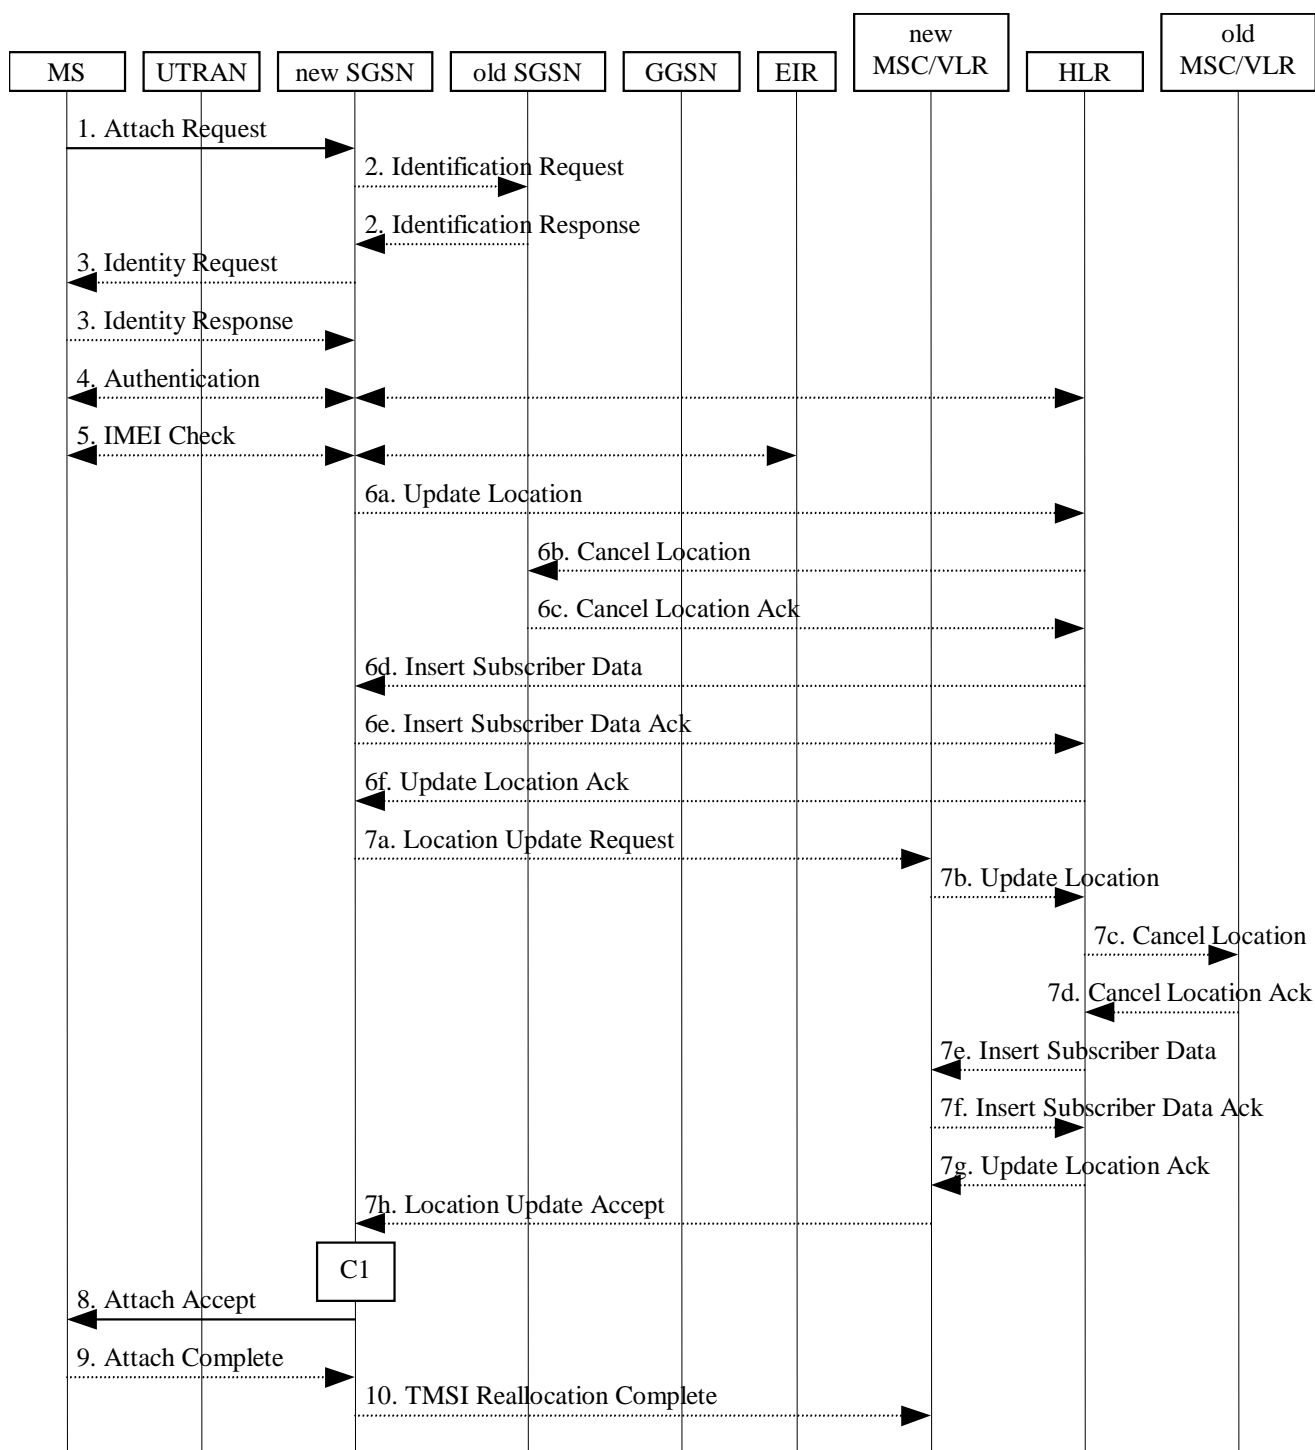 new
old
MS
UTRAN
new SGSN
old SGSN
GGSN
EIR
MSC/VLR
HLR
MSC/VLR
1. Attach Request
2. Identification Request
2. Identification Response
3. Identity Request
3. Identity Response
4. Authentication
5. IMEI Check
6a. Update Location
6b. Cancel Location
6c. Cancel Location Ack
6d. Insert Subscriber Data
6e. Insert Subscriber Data Ack
6f. Update Location Ack
7a. Location Update Request
7b. Update Location
7c. Cancel Location
7d. Cancel Location Ack
7e. Insert Subscriber Data
7f. Insert Subscriber Data Ack
7g. Update Location Ack
7h. Location Update Accept
C1
8. Attach Accept
9. Attach Complete
10. TMSI Reallocation Complete